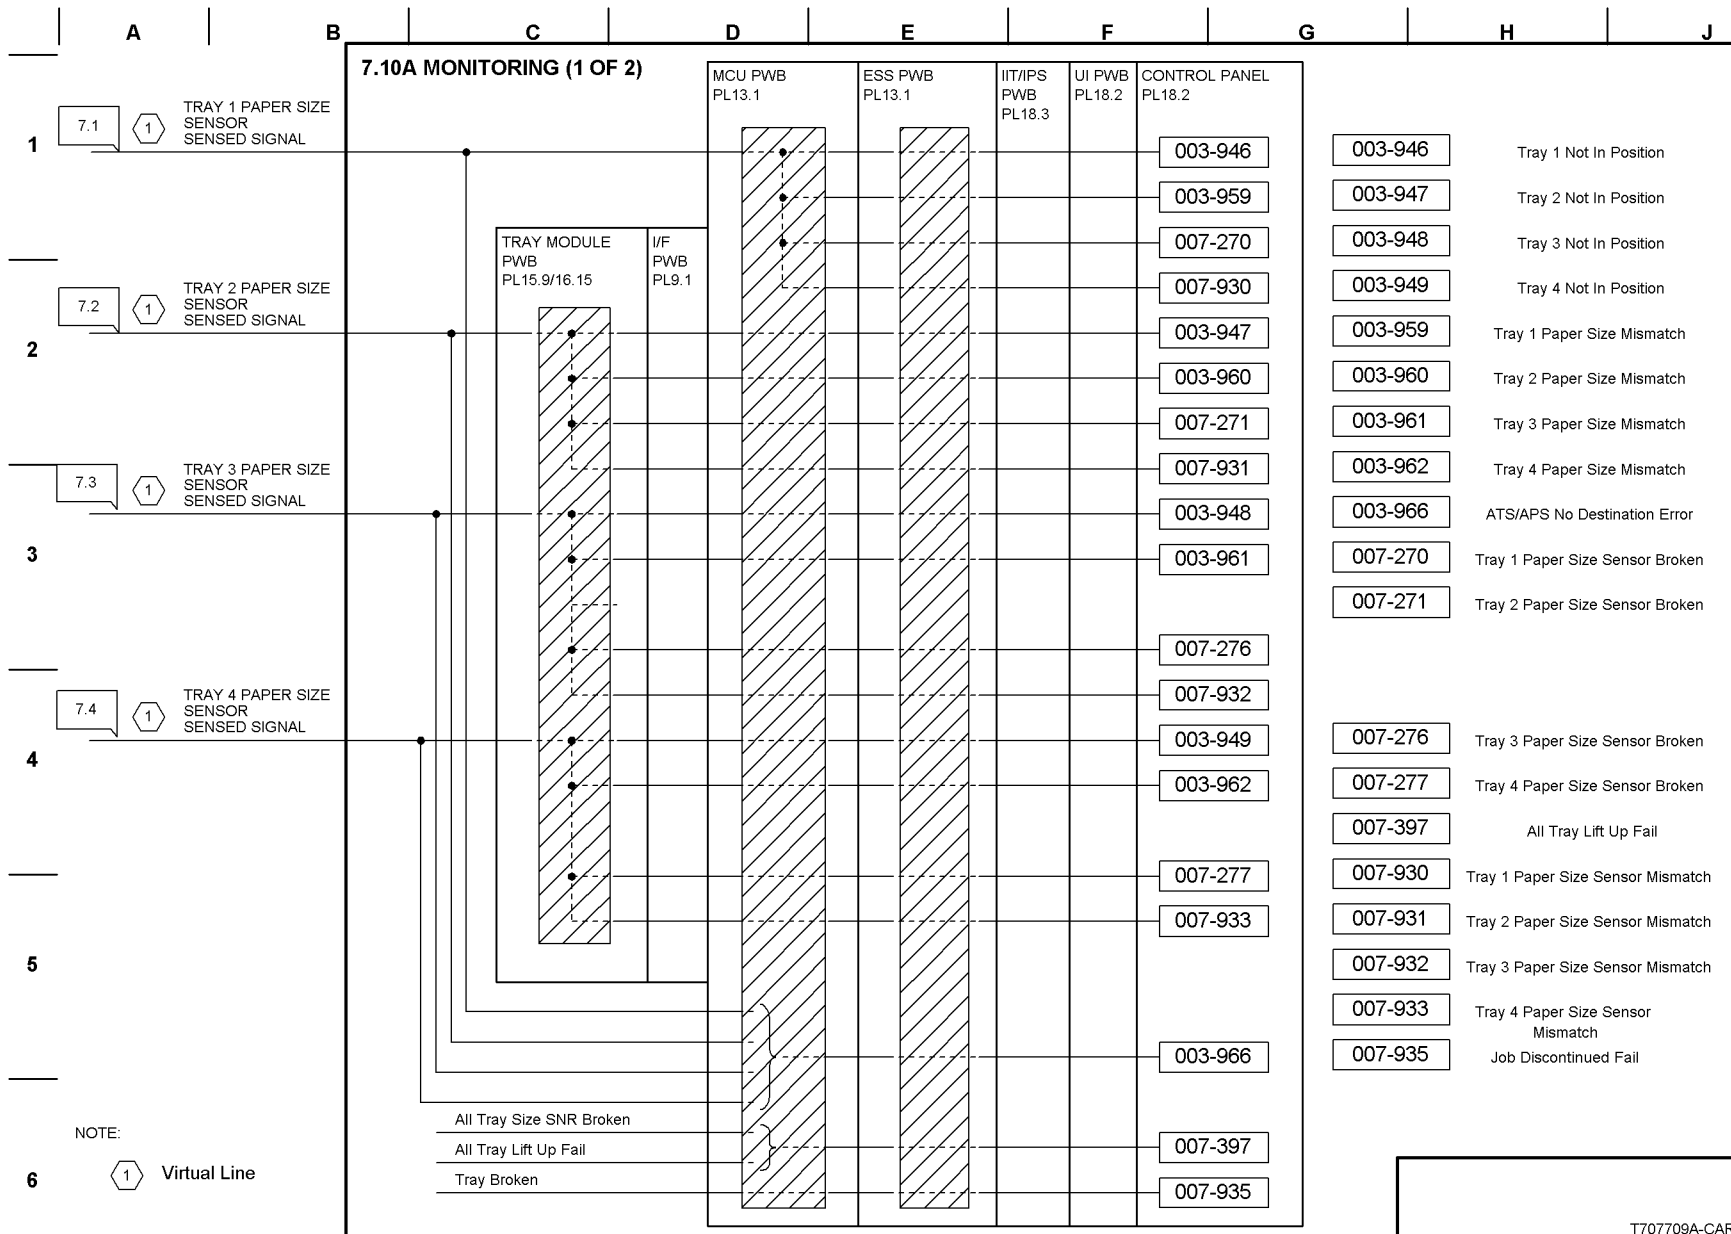 A B C D E F G H J
7.10A MONITORING (1 OF 2)
MCU PWB
PL13.1
ESS PWB
PL13.1
IIT/IPS
PWB
PL18.3
UI PWB
PL18.2
CONTROL PANEL
PL18.2
1
7.1
1
TRAY 1 PAPER SIZE
SENSOR
SENSED SIGNAL
003-946
003-959
007-270
007-930
TRAY MODULE
PWB
PL15.9/16.15
I/F
PWB
PL9.1
2
7.2
1
TRAY 2 PAPER SIZE
SENSOR
SENSED SIGNAL
003-947
003-960
007-271
007-931
3
7.3
1
TRAY 3 PAPER SIZE
SENSOR
SENSED SIGNAL
003-948
003-961
007-276
007-932
4
7.4
1
TRAY 4 PAPER SIZE
SENSOR
SENSED SIGNAL
003-949
003-962
007-277
007-933
5
003-966
All Tray Size SNR Broken
All Tray Lift Up Fail
007-397
Tray Broken
007-935
6
NOTE:
1 Virtual Line
003-946 Tray 1 Not In Position
003-947 Tray 2 Not In Position
003-948 Tray 3 Not In Position
003-949 Tray 4 Not In Position
003-959 Tray 1 Paper Size Mismatch
003-960 Tray 2 Paper Size Mismatch
003-961 Tray 3 Paper Size Mismatch
003-962 Tray 4 Paper Size Mismatch
003-966 ATS/APS No Destination Error
007-270 Tray 1 Paper Size Sensor Broken
007-271 Tray 2 Paper Size Sensor Broken
007-276 Tray 3 Paper Size Sensor Broken
007-277 Tray 4 Paper Size Sensor Broken
007-397 All Tray Lift Up Fail
007-930 Tray 1 Paper Size Sensor Mismatch
007-931 Tray 2 Paper Size Sensor Mismatch
007-932 Tray 3 Paper Size Sensor Mismatch
007-933 Tray 4 Paper Size Sensor
Mismatch
007-935 Job Discontinued Fail
T707709A-CAR